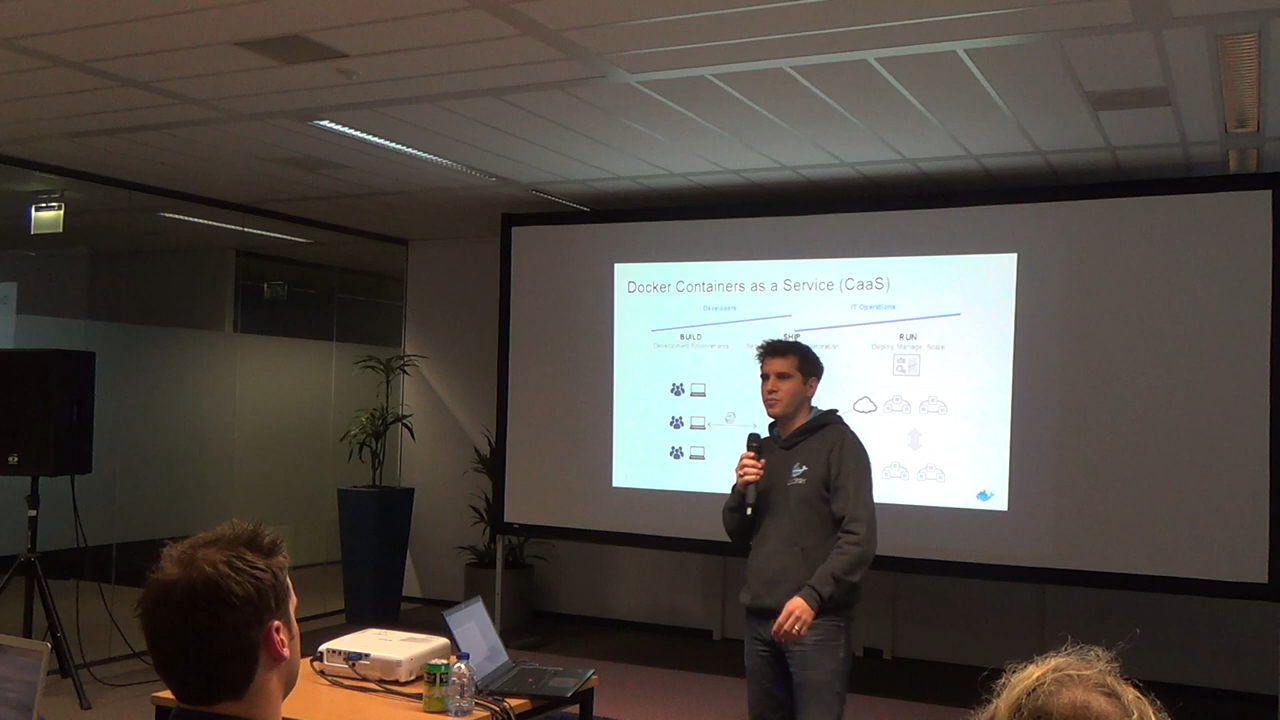 Docker Containers as a Service (CaaS)
Developers IT Operations
BUILD SHIP RUN
Development Environments Deploy, Manage, Scale